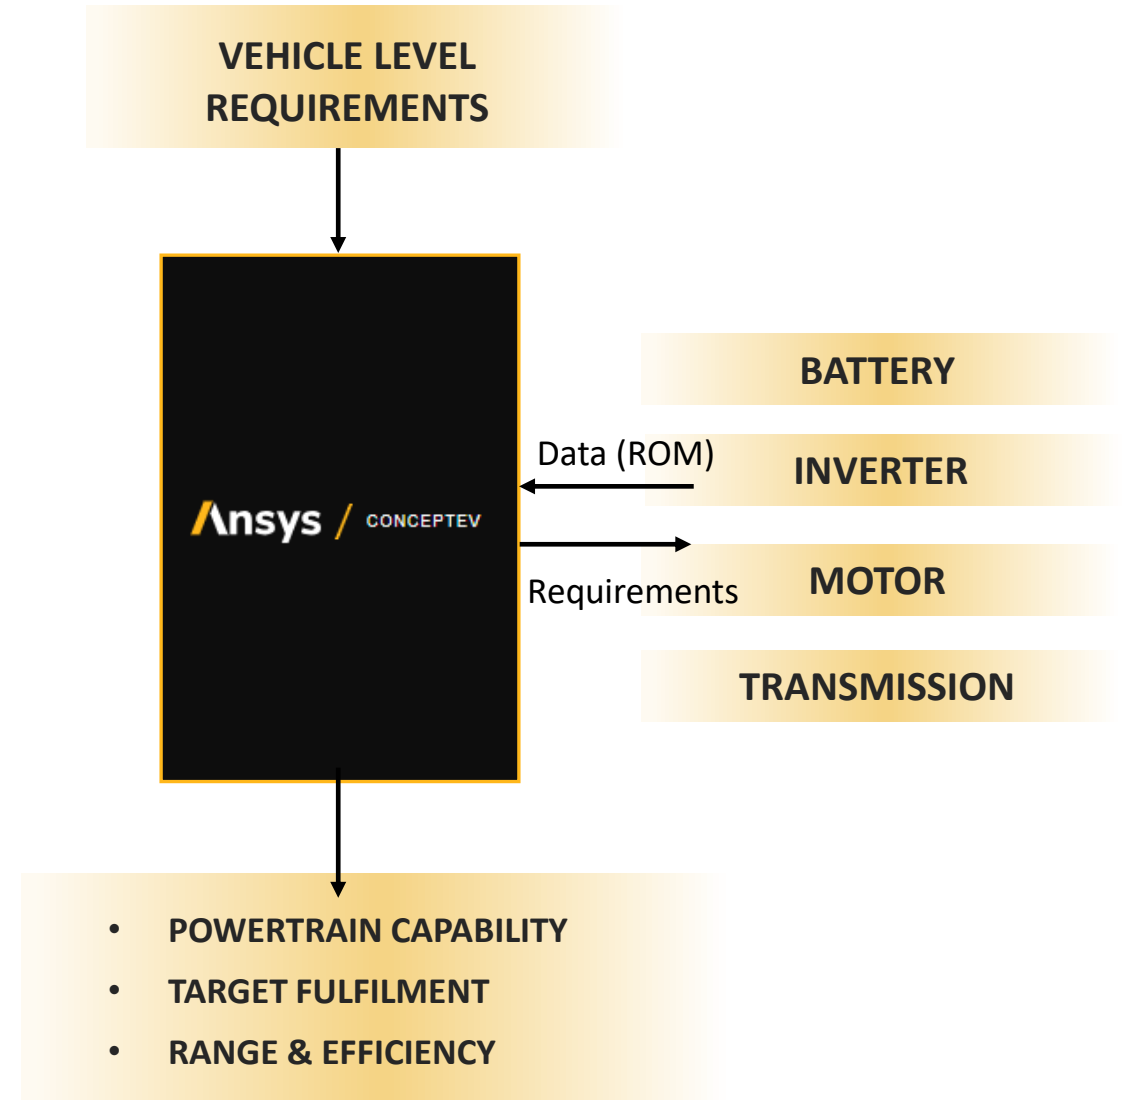 VEHICLE LEVEL
REQUIREMENTS
BATTERY
Data (ROM)
INVERTER
Ansys / CONCEPTEV
Requirements
MOTOR
TRANSMISSION
• POWERTRAIN CAPABILITY
• TARGET FULFILMENT
• RANGE & EFFICIENCY